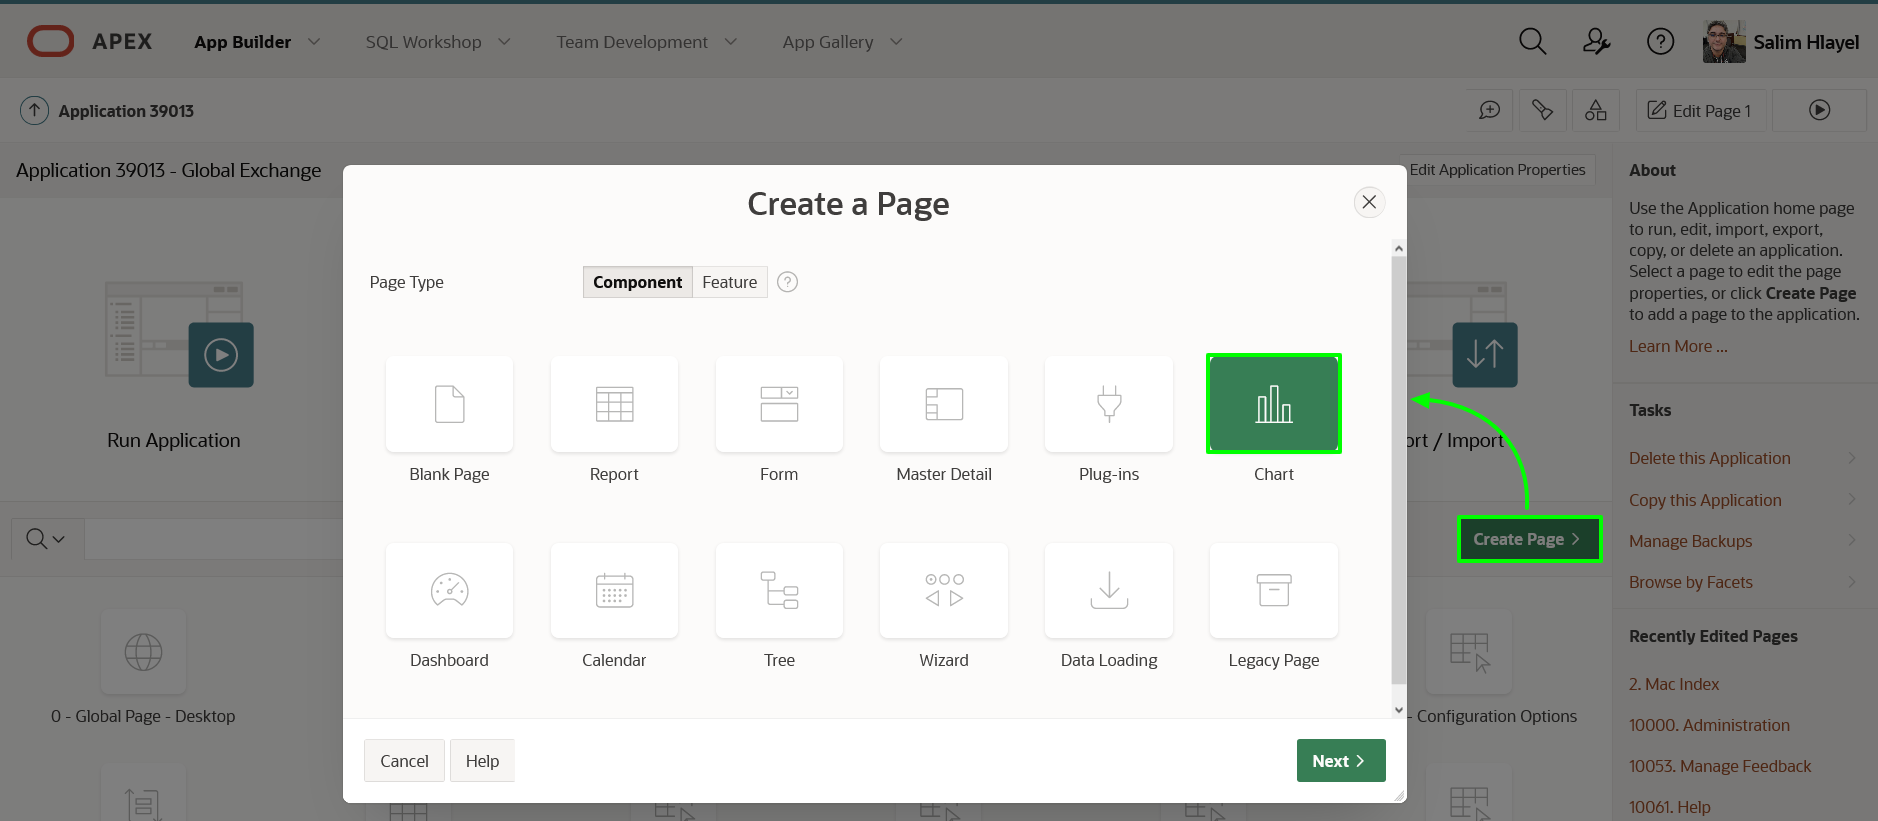 APEX App Builder SQL Workshop Team Development App Gallery Salim Hlayel
Application 39013 Edit Page 1
Application 39013 - Global Exchange Edit Application Properties
Create a Page
Page Type Component Feature ?
Blank Page Report Form Master Detail Plug-ins Chart
Dashboard Calendar Tree Wizard Data Loading Legacy Page
Cancel Help Next
Run Application
ort / Import
Create Page
0 - Global Page - Desktop
- Configuration Options
About
Use the Application home page
to run, edit, import, export,
copy, or delete an application.
Select a page to edit the page
properties, or click Create Page
to add a page to the application.
Learn More ...
Tasks
Delete this Application
Copy this Application
Manage Backups
Browse by Facets
Recently Edited Pages
2. Mac Index
10000. Administration
10053. Manage Feedback
10061. Help